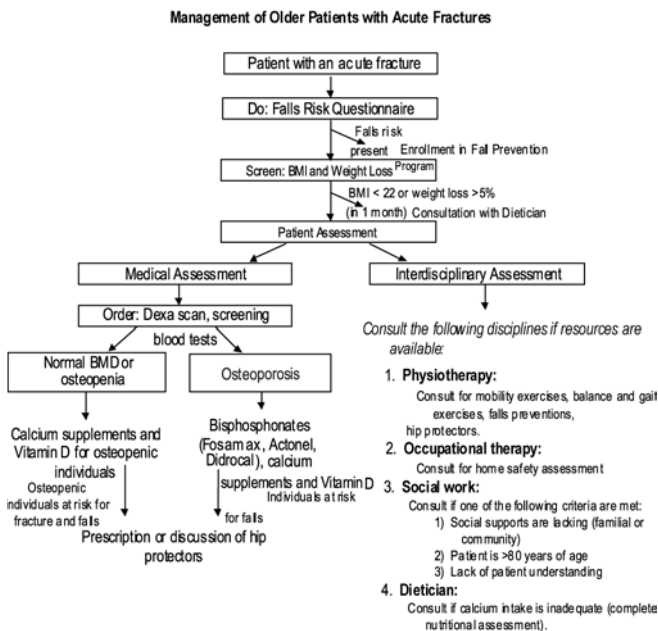 Management of Older Patients with Acute Fractures
Patient with an acute fracture
Do: Falls Risk Questionnaire
Falls risk
present Enrollment in Fall Prevention
Program
Screen: BMI and Weight Loss
BMI < 22 or weight loss >5%
(in 1 month) Consultation with Dietician
Patient Assessment
Medical Assessment
Order: Dexa scan, screening
blood tests
Normal BMD or
osteopenia
Osteoporosis
Calcium supplements and
Vitamin D for osteopenic
individuals
Osteopenic
individuals at risk for
fracture and falls
Bisphosphonates
(Fosamax, Actonel,
Didrocal), calcium
supplements and Vitamin D
Individuals at risk
for falls
Prescription or discussion of hip
protectors
Interdisciplinary Assessment
Consult the following disciplines if resources are
available:
1. Physiotherapy:
Consult for mobility exercises, balance and gait
exercises, falls preventions,
hip protectors.
2. Occupational therapy:
Consult for home safety assessment
3. Social work:
Consult if one of the following criteria are met:
1) Social supports are lacking (familial or
community)
2) Patient is >80 years of age
3) Lack of patient understanding
4. Dietician:
Consult if calcium intake is inadequate (complete
nutritional assessment).